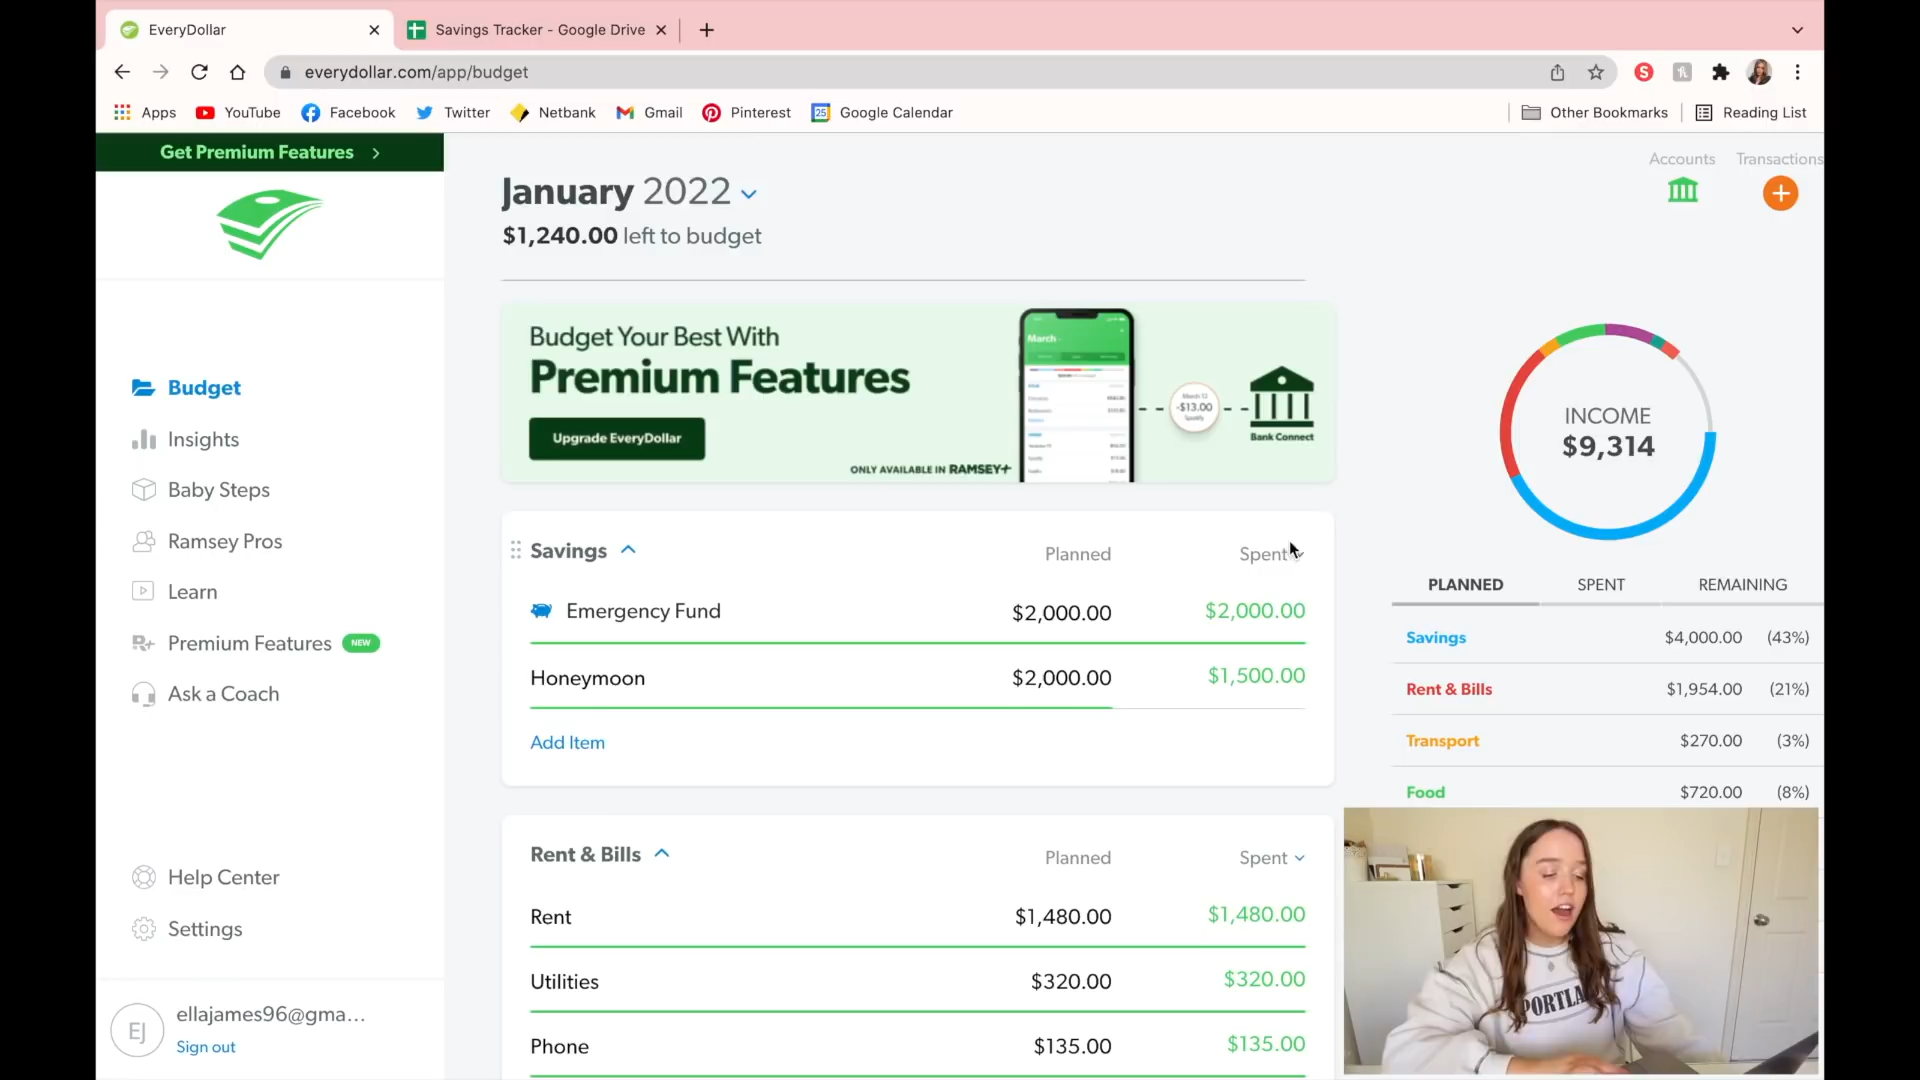 EveryDollar
Savings Tracker - Google Drive
everydollar.com/app/budget
Apps
YouTube
Facebook
Twitter
Netbank
Gmail
Pinterest
25
Google Calendar
Other Bookmarks
Reading List
Get Premium Features
Budget
Insights
Baby Steps
Ramsey Pros
Learn
Premium Features NEW
Ask a Coach
Help Center
Settings
EJ
ellajames96@gma...
Sign out
January 2022
$1,240.00 left to budget
Accounts
Transactions
Budget Your Best With
Premium Features
Upgrade EveryDollar
ONLY AVAILABLE IN RAMSEY+
March
March 13
-$13.00
Spotify
Bank Connect
Savings Planned Spent
Emergency Fund $2,000.00 $2,000.00
Honeymoon $2,000.00 $1,500.00
Add Item
Rent & Bills Planned Spent
Rent $1,480.00 $1,480.00
Utilities $320.00 $320.00
Phone $135.00 $135.00
INCOME
$9,314
PLANNED SPENT REMAINING
Savings $4,000.00 (43%)
Rent & Bills $1,954.00 (21%)
Transport $270.00 (3%)
Food $720.00 (8%)